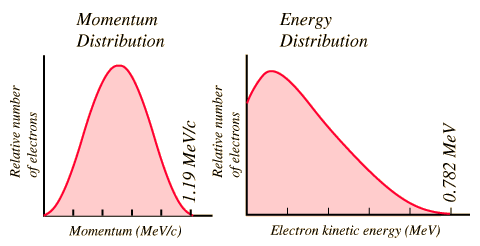 Momentum
Distribution
Relative number
of electrons
1.19 MeV/c
Momentum (MeV/c)
Energy
Distribution
Relative number
of electrons
0.782 MeV
Electron kinetic energy (MeV)